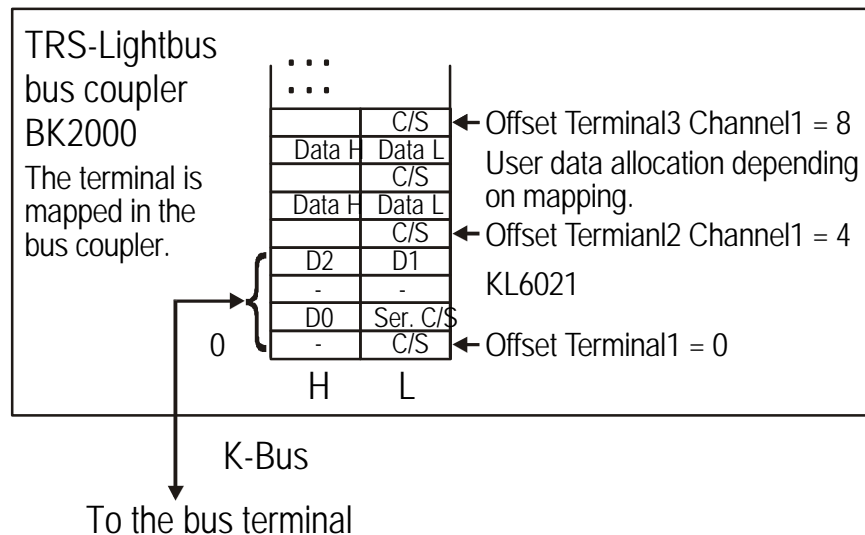 TRS-Lightbus
bus coupler
BK2000
The terminal is
mapped in the
bus coupler.
...
...
C/S
Offset Terminal3 Channel1 = 8
Data H Data L
User data allocation depending
C/S
on mapping.
Data H Data L
C/S
Offset Termianl2 Channel1 = 4
D2 D1
- -
KL6021
D0 Ser. C/S
0
- C/S
Offset Terminal1 = 0
H L
K-Bus
To the bus terminal